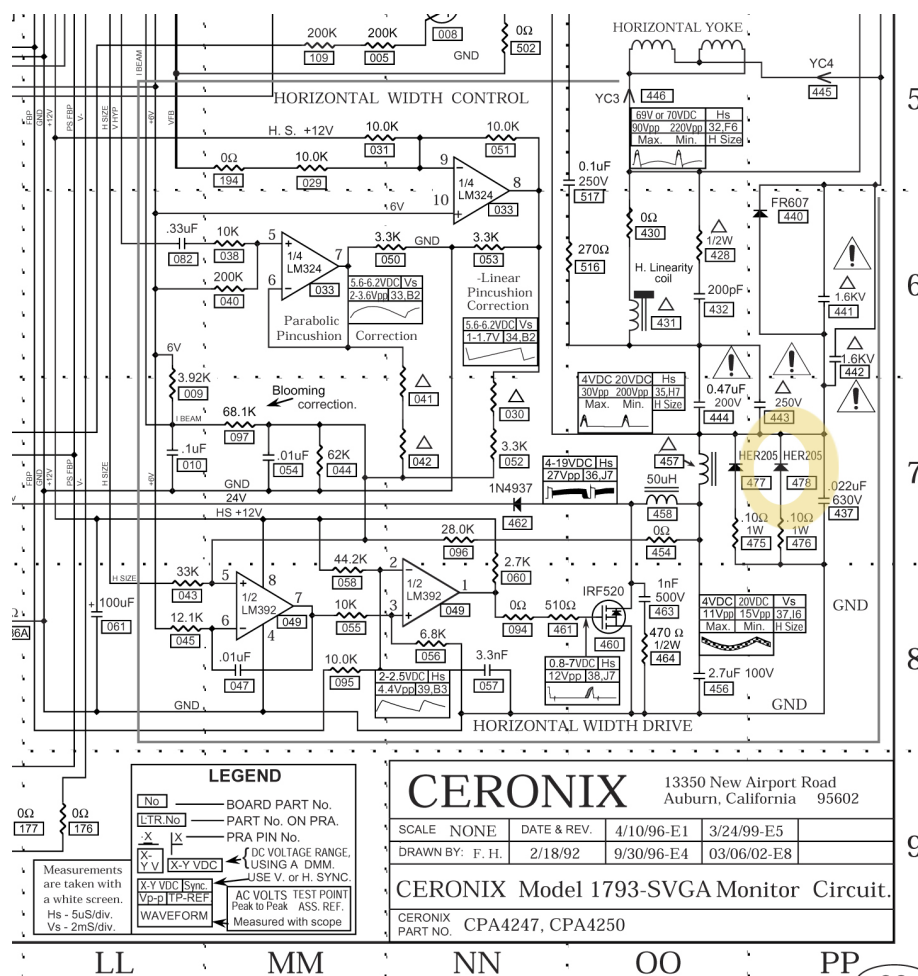 HORIZONTAL YOKE
200K
109
200K
005
008
GND
0Ω
502
5
YC4
445
YC3
446
FBP
GND
+12V
PS.FBP
V-
H SIZE
V HYP
I BEAM
+6V
VFB
HORIZONTAL WIDTH CONTROL
69V or 70VDC Hs
90Vpp 220Vpp 32,F6
Max. Min. H Size
H. S. +12V
10.0K
031
10.0K
051
0Ω
194
10.0K
029
9
-
8
1/4
LM324
10
+
033
6V
0.1uF
250V
517
FR607
440
.33uF
082
10K
038
200K
040
5
+
7
1/4
LM324
6
-
033
3.3K
050
GND
3.3K
053
270Ω
516
0Ω
430
1/2W
428
H. Linearity
coil
431
200pF
432
1.6KV
441
1.6KV
442
6
5.6-6.2VDC Vs
2-3.6Vpp 33,B2
Parabolic
Pincushion Correction
-Linear
Pincushion
Correction
5.6-6.2VDC Vs
1-1.7V 34,B2
6V
3.92K
009
Blooming
correction.
041
030
4VDC 20VDC Hs
30Vpp 200Vpp 35,H7
Max. Min. H Size
0.47uF
200V
444
250V
443
I BEAM
68.1K
097
.1uF
010
.01uF
054
62K
044
042
3.3K
052
457
HER205
477
HER205
478
.022uF
630V
437
7
FBP
GND
+12V
PS.FBP
V-
H SIZE
+6V
GND
24V
1N4937
462
4-19VDC Hs
27Vpp 36,J7
50uH
458
.10Ω
1W
475
.10Ω
1W
476
HS +12V
28.0K
096
0Ω
454
H SIZE
33K
043
12.1K
045
5
+
8
1/2
LM392
7
049
6
-
4
44.2K
058
10K
055
2
-
1/2
LM392
1
049
3
+
2.7K
060
0Ω
094
510Ω
461
IRF520
460
1nF
500V
463
470 Ω
1/2W
464
4VDC 20VDC Vs
11Vpp 15Vpp 37,I6
Max. Min. H Size
GND
+
100uF
061
Ω
6A
.01uF
047
10.0K
095
6.8K
056
2-2.5VDC Hs
4.4Vpp 39,B3
3.3nF
057
0.8-7VDC Hs
12Vpp 38,J7
2.7uF 100V
456
8
GND
GND
HORIZONTAL WIDTH DRIVE
0Ω
177
0Ω
176
LEGEND
No BOARD PART No.
LTR.No PART No. ON PRA.
.X X PRA PIN No.
X-
Y V
X-Y VDC
DC VOLTAGE RANGE,
USING A DMM.
USE V. or H. SYNC.
X-Y VDC Sync.
Vp-p TP-REF
WAVEFORM
AC VOLTS TEST POINT
Peak to Peak ASS. REF.
Measured with scope
Measurements
are taken with
a white screen.
Hs - 5uS/div.
Vs - 2mS/div.
CERONIX
13350 New Airport Road
Auburn, California 95602
SCALE NONE DATE & REV. 4/10/96-E1 3/24/99-E5
DRAWN BY: F. H. 2/18/92 9/30/96-E4 03/06/02-E8
CERONIX Model 1793-SVGA Monitor Circuit.
CERONIX
PART NO. CPA4247, CPA4250
9
LL MM NN OO PP